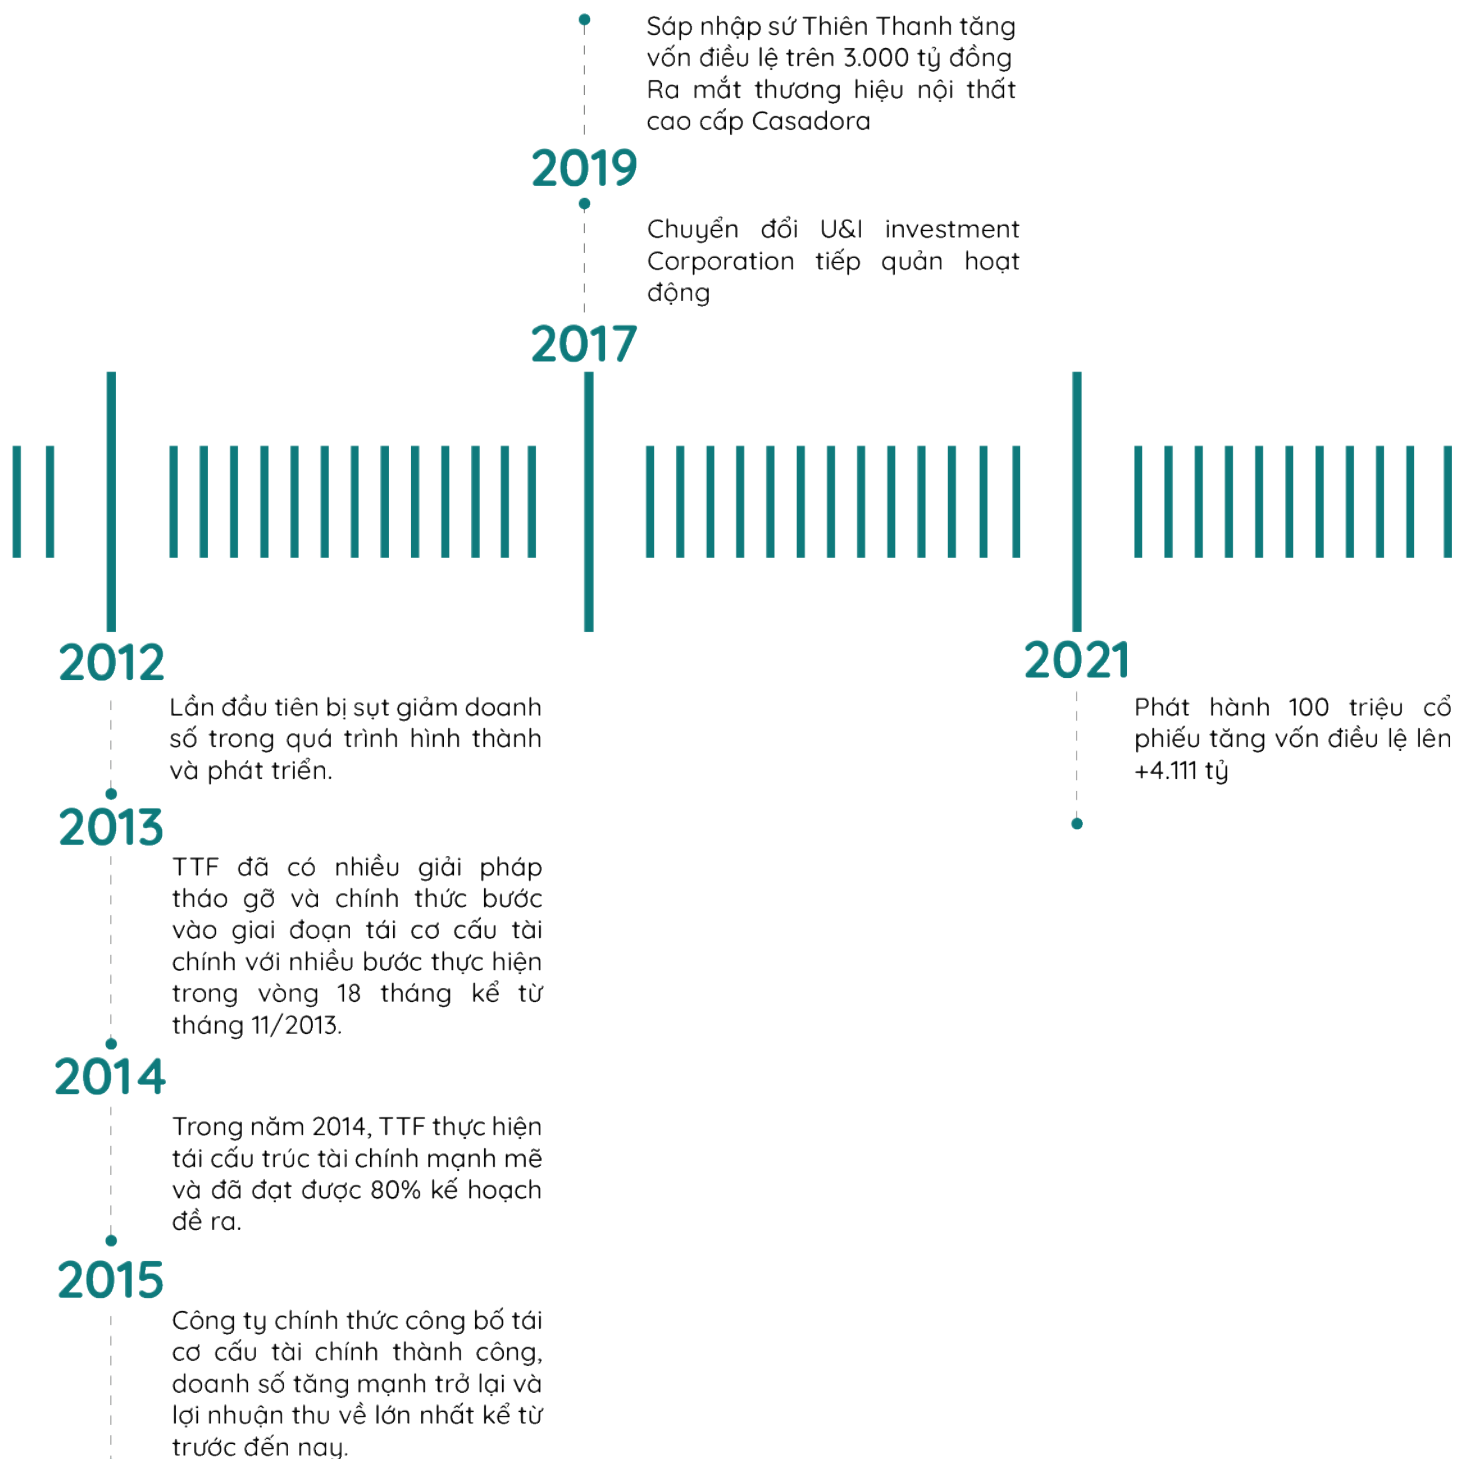 Sáp nhập sứ Thiên Thanh tăng
vốn điều lệ trên 3.000 tỷ đồng
Ra mắt thương hiệu nội thất
cao cấp Casadora
2019
Chuyển đổi U&I investment
Corporation tiếp quản hoạt
động
2017
2012
Lần đầu tiên bị sụt giảm doanh
số trong quá trình hình thành
và phát triển.
2013
TTF đã có nhiều giải pháp
tháo gỡ và chính thức bước
vào giai đoạn tái cơ cấu tài
chính với nhiều bước thực hiện
trong vòng 18 tháng kể từ
tháng 11/2013.
2014
Trong năm 2014, TTF thực hiện
tái cấu trúc tài chính mạnh mẽ
và đã đạt được 80% kế hoạch
đề ra.
2015
Công ty chính thức công bố tái
cơ cấu tài chính thành công,
doanh số tăng mạnh trở lại và
lợi nhuận thu về lớn nhất kể từ
trước đến nay.
2021
Phát hành 100 triệu cổ
phiếu tăng vốn điều lệ lên
+4.111 tỷ